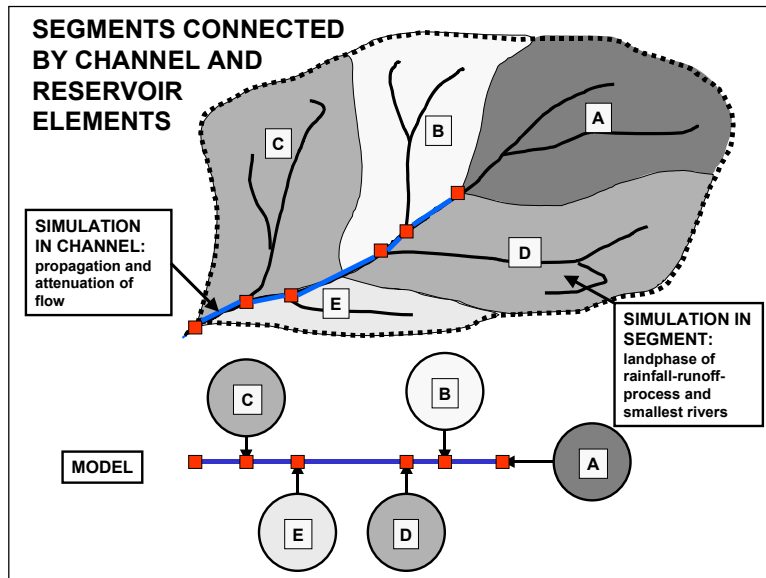 SEGMENTS CONNECTED
BY CHANNEL AND
RESERVOIR
ELEMENTS
A
B
C
D
E
SIMULATION
IN CHANNEL:
propagation and
attenuation of
flow
SIMULATION IN
SEGMENT:
landphase of
rainfall-runoff-
process and
smallest rivers
MODEL
C
B
A
E
D